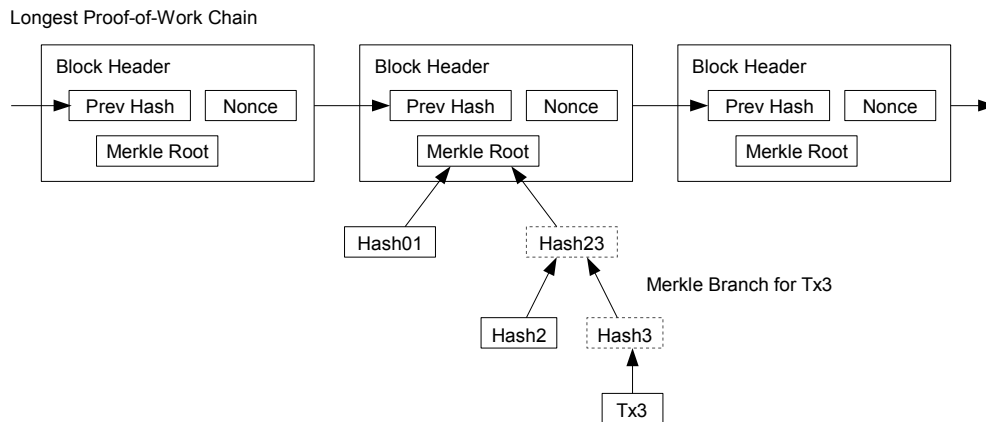 Longest Proof-of-Work Chain
Block Header Block Header Block Header
Prev Hash Nonce Prev Hash Nonce Prev Hash Nonce
Merkle Root Merkle Root Merkle Root
Hash01 Hash23
Merkle Branch for Tx3
Hash2 Hash3
Tx3